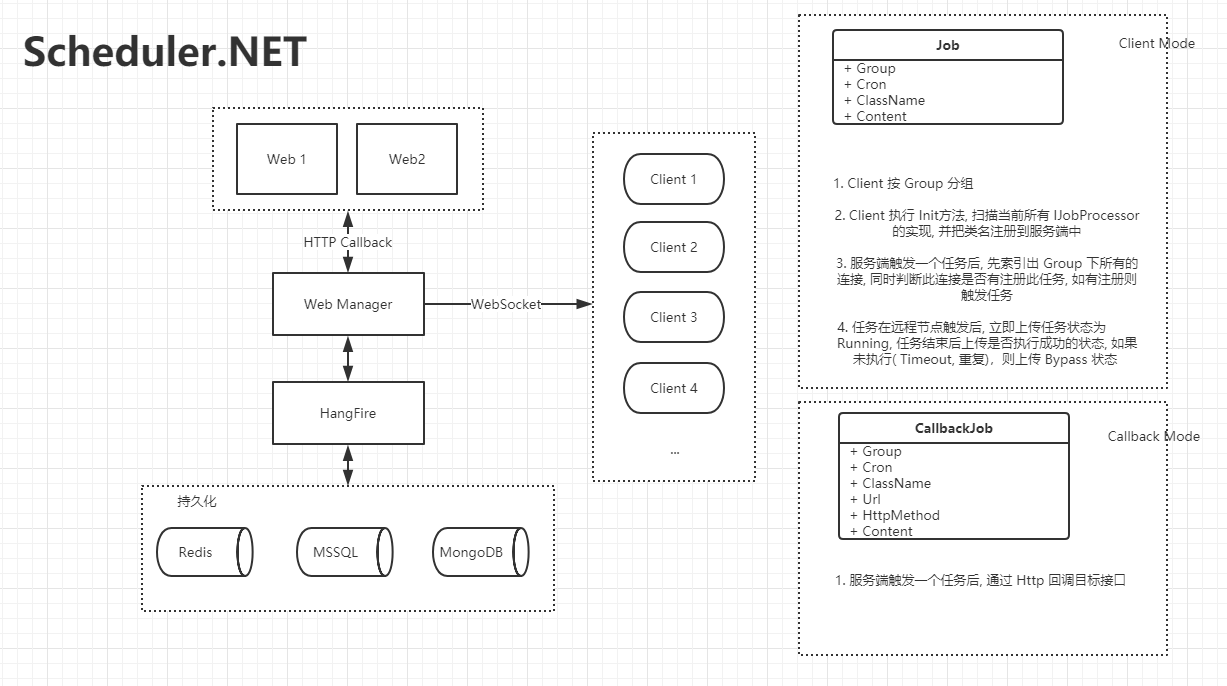 Scheduler.NET
Web 1
Web2
HTTP Callback
Web Manager
WebSocket
HangFire
持久化
Redis
MSSQL
MongoDB
Client 1
Client 2
Client 3
Client 4
...
Client Mode
Job
+ Group
+ Cron
+ ClassName
+ Content
1. Client 按 Group 分组
2. Client 执行 Init方法, 扫描当前所有 IJobProcessor
的实现, 并把类名注册到服务端中
3. 服务端触发一个任务后, 先索引出 Group 下所有的
连接, 同时判断此连接是否有注册此任务, 如有注册则
触发任务
4. 任务在远程节点触发后, 立即上传任务状态为
Running, 任务结束后上传是否执行成功的状态, 如果
未执行( Timeout, 重复)，则上传 Bypass 状态
Callback Mode
CallbackJob
+ Group
+ Cron
+ ClassName
+ Url
+ HttpMethod
+ Content
1. 服务端触发一个任务后, 通过 Http 回调目标接口